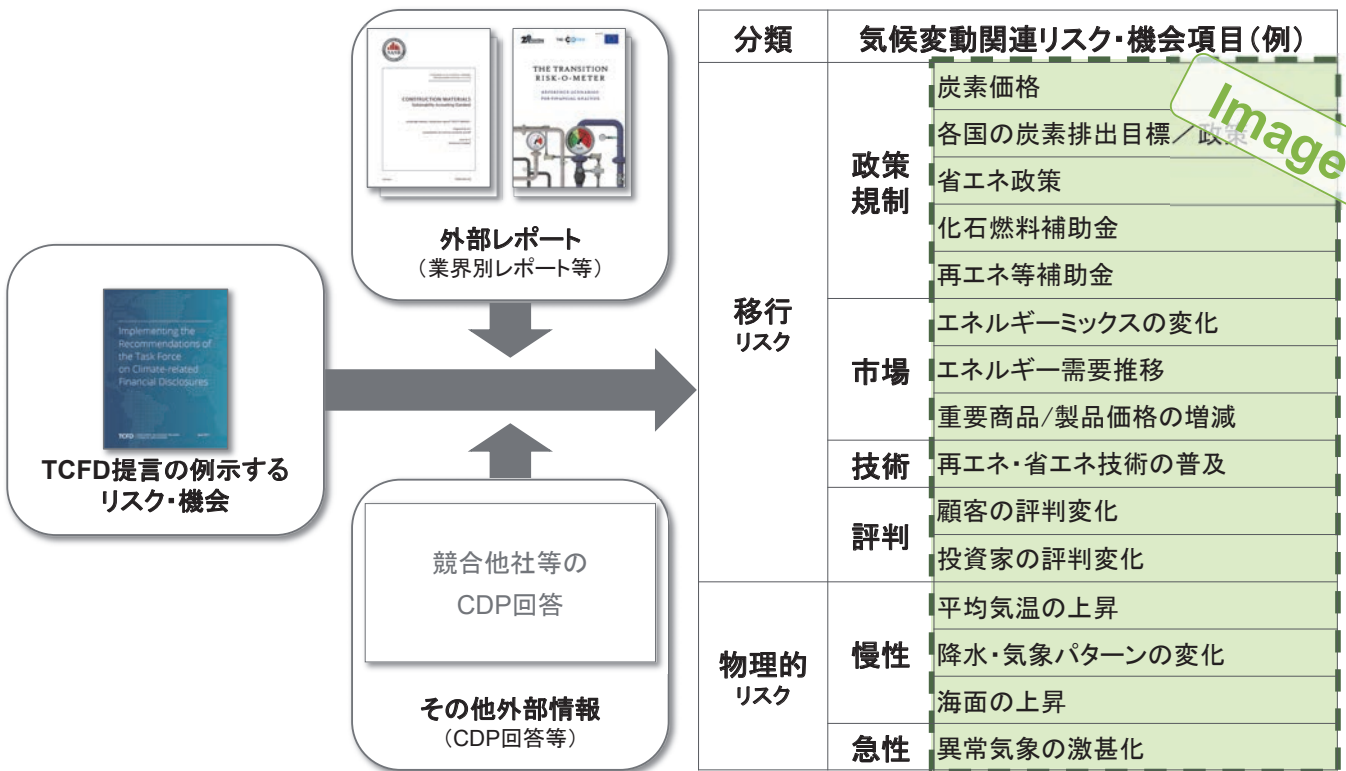 CONSTRUCTION MATERIALS
Sustainability Accounting Standard
THE TRANSITION
RISK-O-METER
REFERENCE SCENARIOS
FOR FINANCIAL ANALYSIS
外部レポート
（業界別レポート等）
Implementing the
Recommendations of
the Task Force
on Climate-related
Financial Disclosures
TCFD
TCFD提言の例示する
リスク・機会
競合他社等の
CDP回答
その他外部情報
（CDP回答等）
分類
気候変動関連リスク・機会項目（例）
Image
移行
リスク
政策
規制
炭素価格
各国の炭素排出目標／政策
省エネ政策
化石燃料補助金
再エネ等補助金
市場
エネルギーミックスの変化
エネルギー需要推移
重要商品/製品価格の増減
技術
再エネ・省エネ技術の普及
評判
顧客の評判変化
投資家の評判変化
物理的
リスク
慢性
平均気温の上昇
降水・気象パターンの変化
海面の上昇
急性
異常気象の激甚化